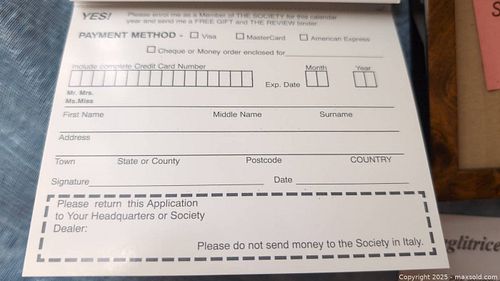 YES! Please enrol me as a Member of THE SOCIETY for this calendar
year and send me a FREE GIFT and THE REVIEW
PAYMENT METHOD - Visa MasterCard American Express
Cheque or Money order enclosed for
Include complete Credit Card Number
Exp. Date Month Year
Mr. Mrs.
Ms.Miss
First Name Middle Name Surname
Address
Town State or County Postcode COUNTRY
Signature Date
Please return this Application
to Your Headquarters or Society
Dealer:
Please do not send money to the Society in Italy.
S
glitrice
Copyright 2025 - maxsold.com